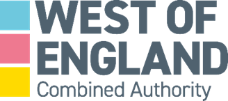 WEST OF
ENGLAND
Combined Authority